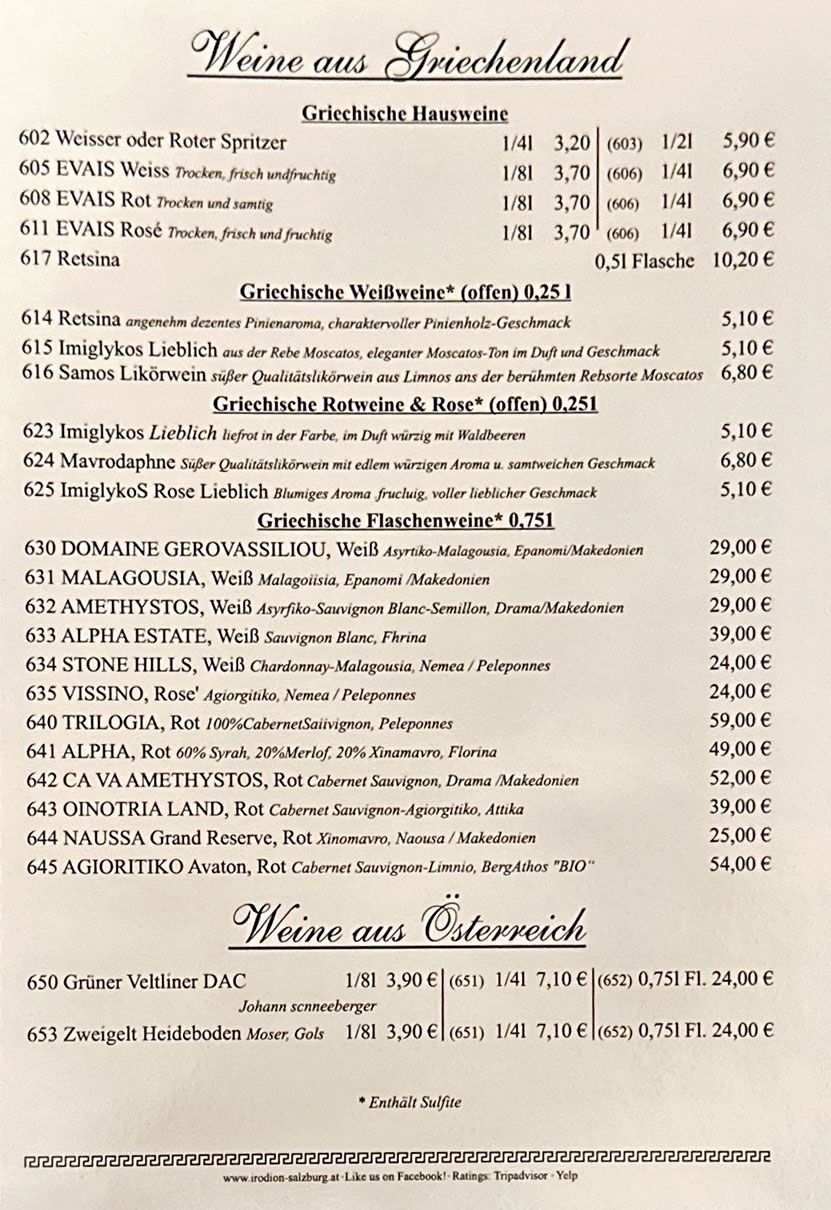 Weine aus Griechenland
Griechische Hausweine
602 Weisser oder Roter Spritzer 1/4l 3,20 (603) 1/2l 5,90 €
605 EVAIS Weiss Trocken, frisch undfruchtig 1/8l 3,70 (606) 1/4l 6,90 €
608 EVAIS Rot Trocken und samtig 1/8l 3,70 (606) 1/4l 6,90 €
611 EVAIS Rosé Trocken, frisch und fruchtig 1/8l 3,70 (606) 1/4l 6,90 €
617 Retsina 0,5l Flasche 10,20 €
Griechische Weißweine* (offen) 0,25 l
614 Retsina angenehm dezentes Pinienaroma, charaktervoller Pinienholz-Geschmack 5,10 €
615 Imiglykos Lieblich aus der Rebe Moscatos, eleganter Moscatos-Ton im Duft und Geschmack 5,10 €
616 Samos Likörwein süßer Qualitätslikörwein aus Limnos ans der berühmten Rebsorte Moscatos 6,80 €
Griechische Rotweine & Rose* (offen) 0,251
623 Imiglykos Lieblich liefrot in der Farbe, im Duft würzig mit Waldbeeren 5,10 €
624 Mavrodaphne Süßer Qualitätslikörwein mit edlem würzigen Aroma u. samtweichen Geschmack 6,80 €
625 ImiglykoS Rose Lieblich Blumiges Aroma .frucluig, voller lieblicher Geschmack 5,10 €
Griechische Flaschenweine* 0,751
630 DOMAINE GEROVASSILIOU, Weiß Asyrtiko-Malagousia, Epanomi/Makedonien 29,00 €
631 MALAGOUSIA, Weiß Malagoiisia, Epanomi /Makedonien 29,00 €
632 AMETHYSTOS, Weiß Asyrfiko-Sauvignon Blanc-Semillon, Drama/Makedonien 29,00 €
633 ALPHA ESTATE, Weiß Sauvignon Blanc, Fhrina 39,00 €
634 STONE HILLS, Weiß Chardonnay-Malagousia, Nemea / Peleponnes 24,00 €
635 VISSINO, Rose' Agiorgitiko, Nemea / Peleponnes 24,00 €
640 TRILOGIA, Rot 100%CabernetSaiivignon, Peleponnes 59,00 €
641 ALPHA, Rot 60% Syrah, 20%Merlof, 20% Xinamavro, Florina 49,00 €
642 CA VA AMETHYSTOS, Rot Cabernet Sauvignon, Drama /Makedonien 52,00 €
643 OINOTRIA LAND, Rot Cabernet Sauvignon-Agiorgitiko, Attika 39,00 €
644 NAUSSA Grand Reserve, Rot Xinomavro, Naousa / Makedonien 25,00 €
645 AGIORITIKO Avaton, Rot Cabernet Sauvignon-Limnio, BergAthos "BIO" 54,00 €
Weine aus Österreich
650 Grüner Veltliner DAC 1/8l 3,90 € (651) 1/4l 7,10 € (652) 0,75l Fl. 24,00 €
Johann scnneeberger
653 Zweigelt Heideboden Moser, Gols 1/8l 3,90 € (651) 1/4l 7,10 € (652) 0,75l Fl. 24,00 €
* Enthält Sulfite
www.irodion-salzburg.at · Like us on Facebook! · Ratings: Tripadvisor · Yelp